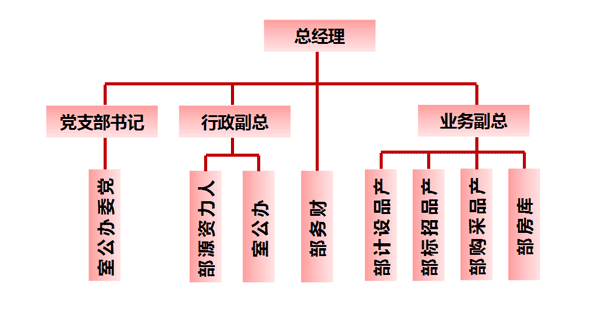 总经理
党支部书记
行政副总
业务副总
党委办公室
人力资源部
办公室
财务部
产品设计部
产品招标部
产品采购部
库房部